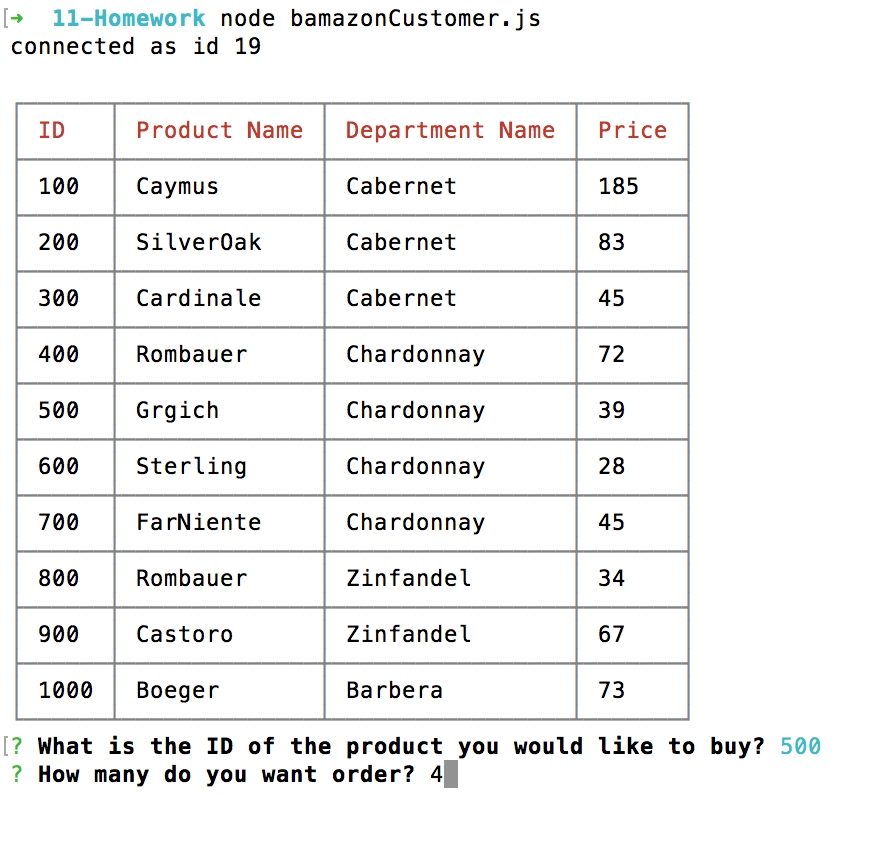 [➜  11-Homework node bamazonCustomer.js
connected as id 19
ID Product Name Department Name Price
100 Caymus Cabernet 185
200 SilverOak Cabernet 83
300 Cardinale Cabernet 45
400 Rombauer Chardonnay 72
500 Grgich Chardonnay 39
600 Sterling Chardonnay 28
700 FarNiente Chardonnay 45
800 Rombauer Zinfandel 34
900 Castoro Zinfandel 67
1000 Boeger Barbera 73
[? What is the ID of the product you would like to buy? 500
? How many do you want order? 4